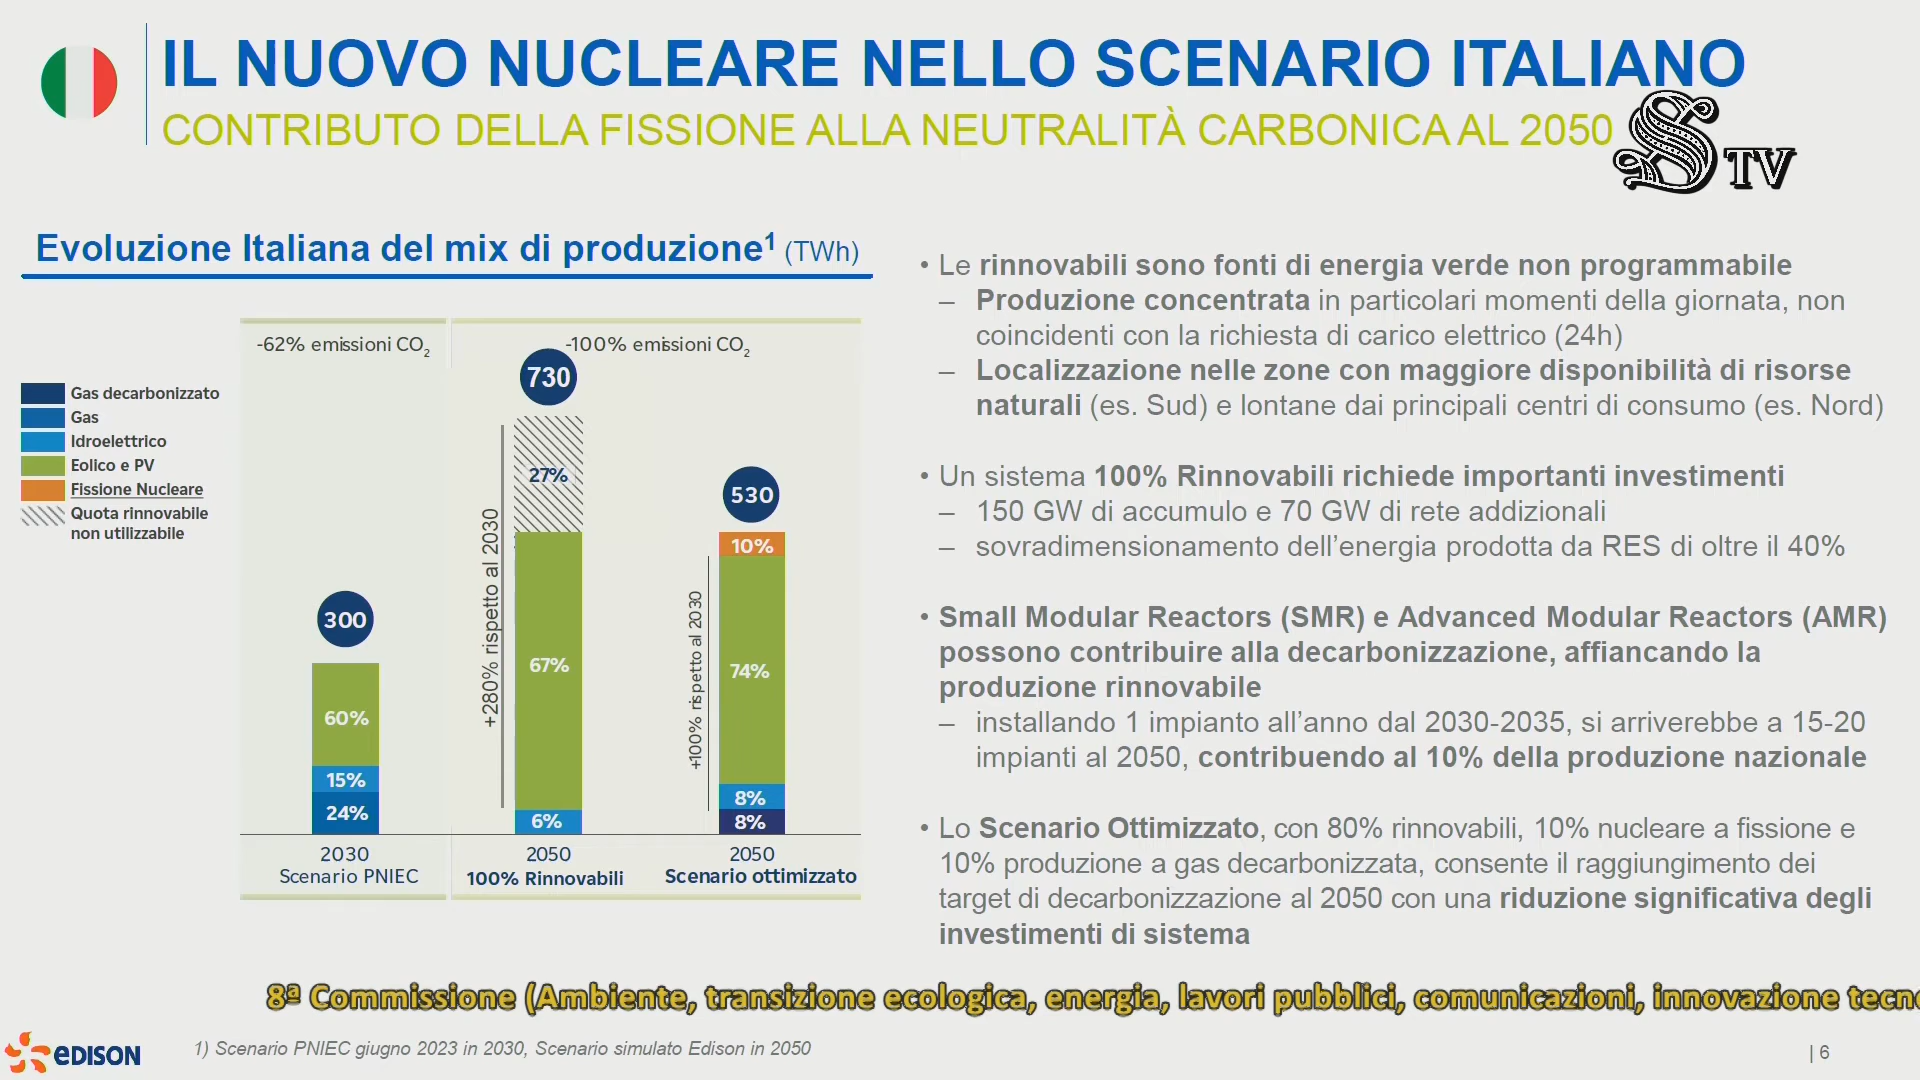 IL NUOVO NUCLEARE NELLO SCENARIO ITALIANO
CONTRIBUTO DELLA FISSIONE ALLA NEUTRALITÀ CARBONICA AL 2050
S TV
Evoluzione Italiana del mix di produzione¹ (TWh)
-62% emissioni CO₂
-100% emissioni CO₂
Gas decarbonizzato
Gas
Idroelettrico
Eolico e PV
Fissione Nucleare
Quota rinnovabile
non utilizzabile
300
60%
15%
24%
2030
Scenario PNIEC
730
+280% rispetto al 2030
27%
67%
6%
2050
100% Rinnovabili
530
+100% rispetto al 2030
10%
74%
8%
8%
2050
Scenario ottimizzato
• Le rinnovabili sono fonti di energia verde non programmabile
– Produzione concentrata in particolari momenti della giornata, non
coincidenti con la richiesta di carico elettrico (24h)
– Localizzazione nelle zone con maggiore disponibilità di risorse
naturali (es. Sud) e lontane dai principali centri di consumo (es. Nord)
• Un sistema 100% Rinnovabili richiede importanti investimenti
– 150 GW di accumulo e 70 GW di rete addizionali
– sovradimensionamento dell’energia prodotta da RES di oltre il 40%
• Small Modular Reactors (SMR) e Advanced Modular Reactors (AMR)
possono contribuire alla decarbonizzazione, affiancando la
produzione rinnovabile
– installando 1 impianto all’anno dal 2030-2035, si arriverebbe a 15-20
impianti al 2050, contribuendo al 10% della produzione nazionale
• Lo Scenario Ottimizzato, con 80% rinnovabili, 10% nucleare a fissione e
10% produzione a gas decarbonizzata, consente il raggiungimento dei
target di decarbonizzazione al 2050 con una riduzione significativa degli
investimenti di sistema
8ª Commissione (Ambiente, transizione ecologica, energia, lavori pubblici, comunicazioni, innovazione tecno
EDISON
1) Scenario PNIEC giugno 2023 in 2030, Scenario simulato Edison in 2050
| 6